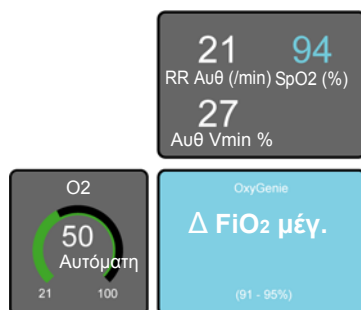 21 94
RR Αυθ (/min) SpO2 (%)
27
Αυθ Vmin %
O2
50
Αυτόματη
21 100
OxyGenie
Δ FiO2 μέγ.
(91 - 95%)